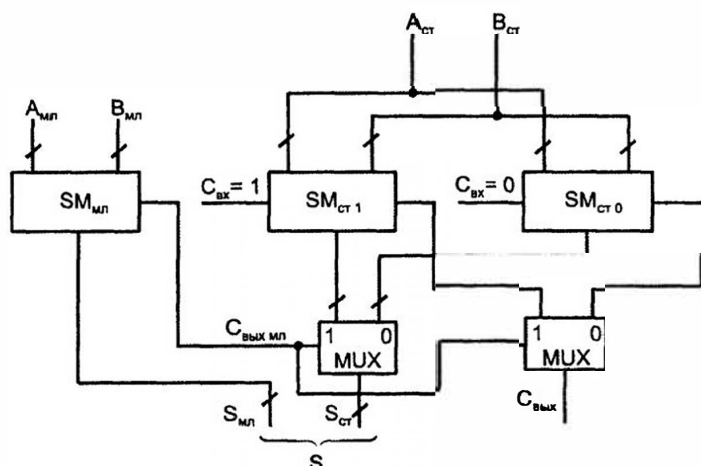 Aст Bст
Aмл Bмл
SMмл
Cвх = 1
SMст 1
Cвх = 0
SMст 0
Cвых мл
1 0
MUX
1 0
MUX
Sмл Sст
Cвых
S